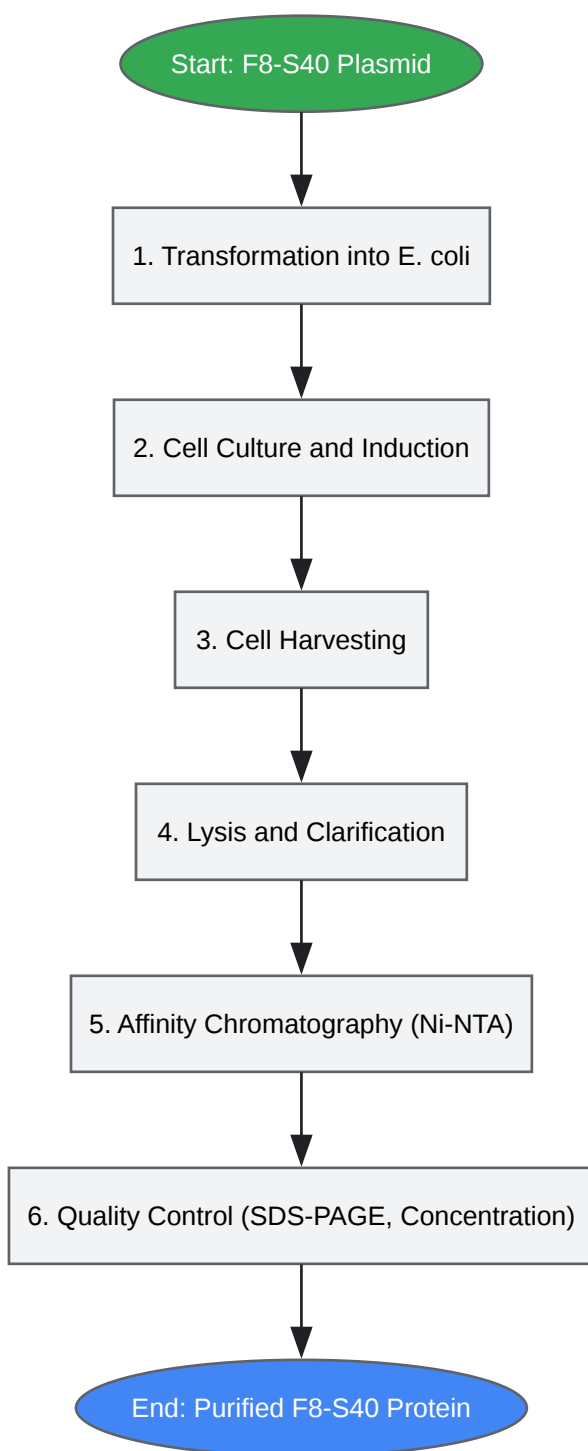 Start: F8-S40 Plasmid
1. Transformation into E. coli
2. Cell Culture and Induction
3. Cell Harvesting
4. Lysis and Clarification
5. Affinity Chromatography (Ni-NTA)
6. Quality Control (SDS-PAGE, Concentration)
End: Purified F8-S40 Protein